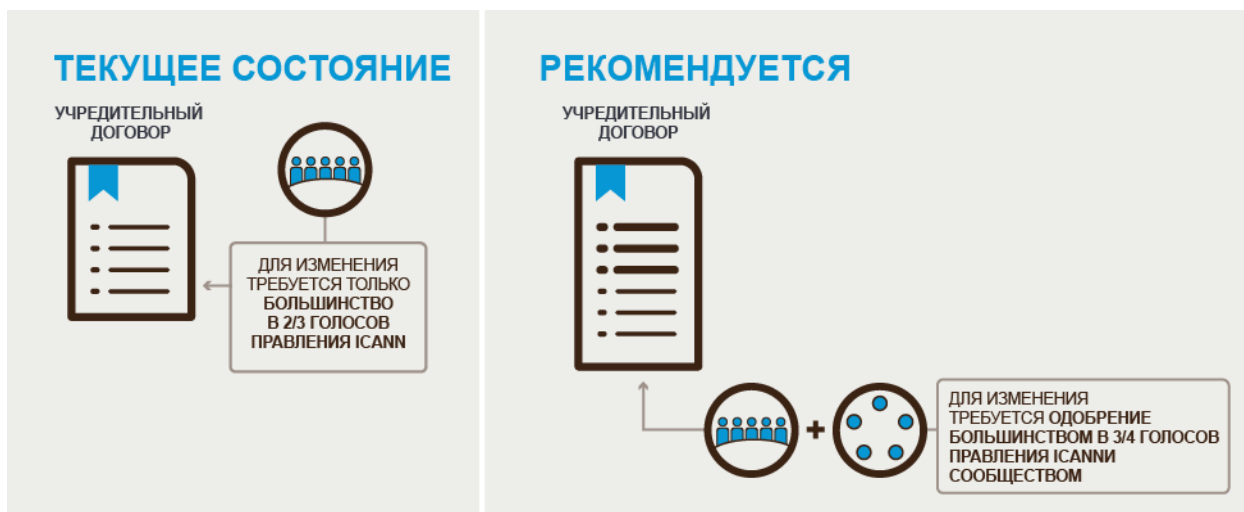 ТЕКУЩЕЕ СОСТОЯНИЕ
УЧРЕДИТЕЛЬНЫЙ
ДОГОВОР
ДЛЯ ИЗМЕНЕНИЯ
ТРЕБУЕТСЯ ТОЛЬКО
БОЛЬШИНСТВО
В 2/3 ГОЛОСОВ
ПРАВЛЕНИЯ ICANN
РЕКОМЕНДУЕТСЯ
УЧРЕДИТЕЛЬНЫЙ
ДОГОВОР
+
ДЛЯ ИЗМЕНЕНИЯ
ТРЕБУЕТСЯ ОДОБРЕНИЕ
БОЛЬШИНСТВОМ В 3/4 ГОЛОСОВ
ПРАВЛЕНИЯ ICANNИ
СООБЩЕСТВОМ